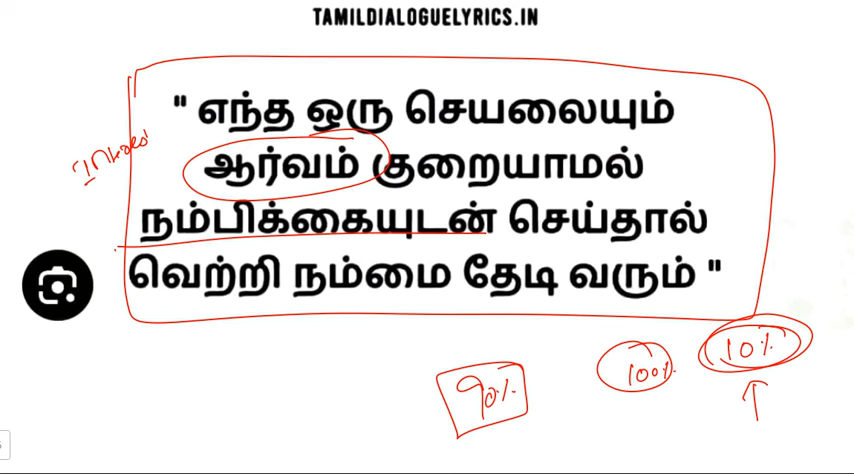 TAMILDIALOGUELYRICS.IN
" எந்த ஒரு செயலையும்
ஆர்வம் குறையாமல்
நம்பிக்கையுடன் செய்தால்
வெற்றி நம்மை தேடி வரும் "
10%
100%.
90%